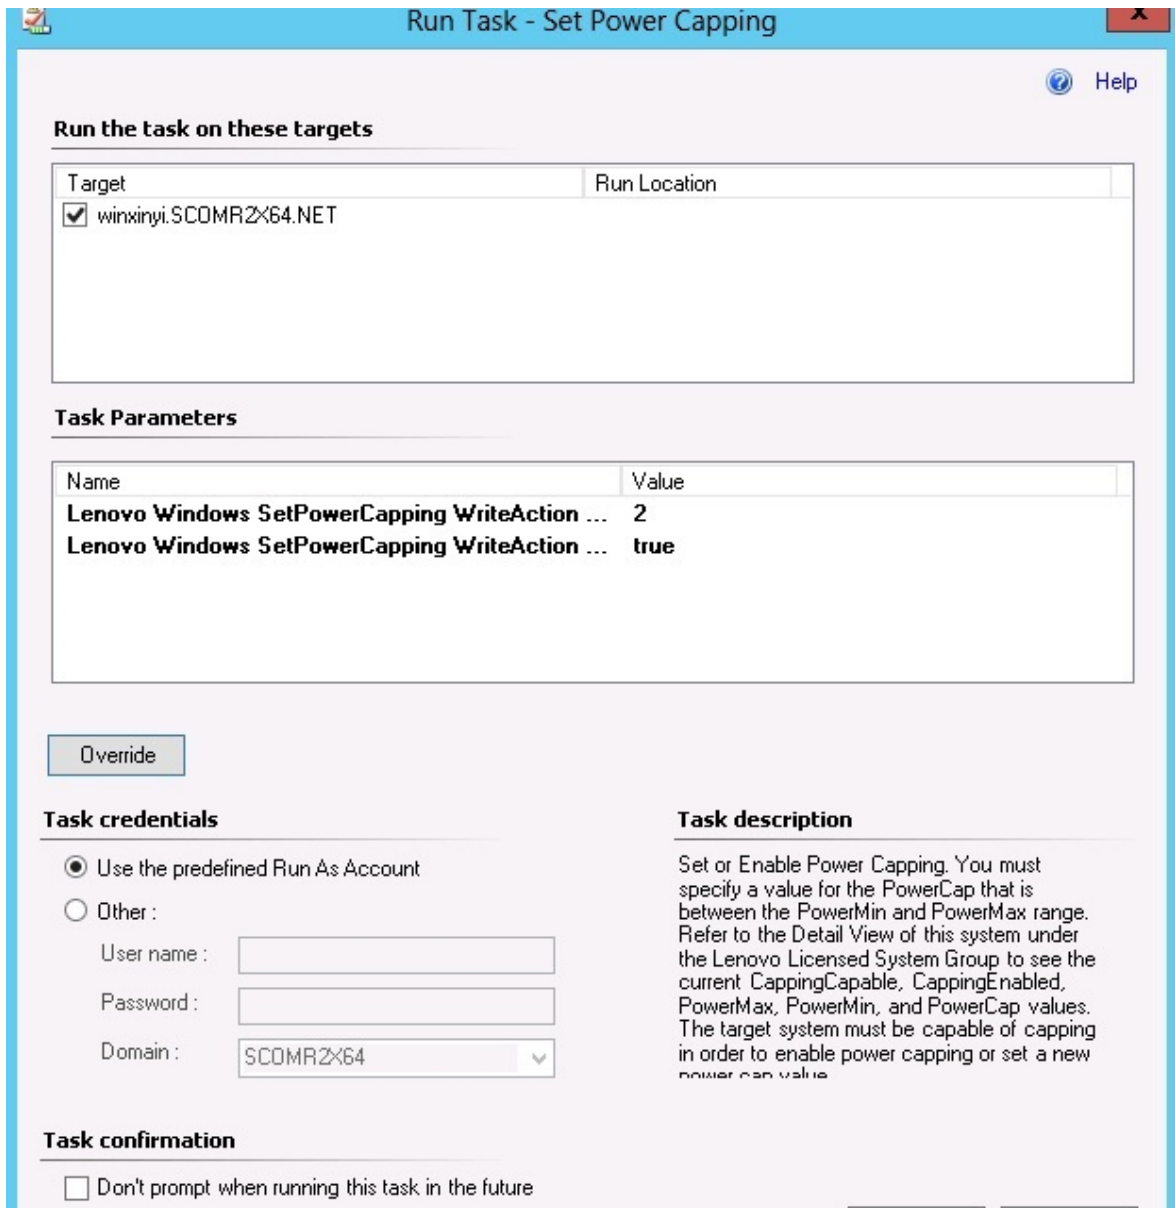 Run Task - Set Power Capping
X
Help
Run the task on these targets
Target Run Location
winxinyi.SCOMR2X64.NET
Task Parameters
Name Value
Lenovo Windows SetPowerCapping WriteAction ... 2
Lenovo Windows SetPowerCapping WriteAction ... true
Override
Task credentials
Use the predefined Run As Account
Other :
User name :
Password :
Domain : SCOMR2X64
Task description
Set or Enable Power Capping. You must
specify a value for the PowerCap that is
between the PowerMin and PowerMax range.
Refer to the Detail View of this system under
the Lenovo Licensed System Group to see the
current CappingCapable, CappingEnabled,
PowerMax, PowerMin, and PowerCap values.
The target system must be capable of capping
in order to enable power capping or set a new
power cap value
Task confirmation
Don't prompt when running this task in the future